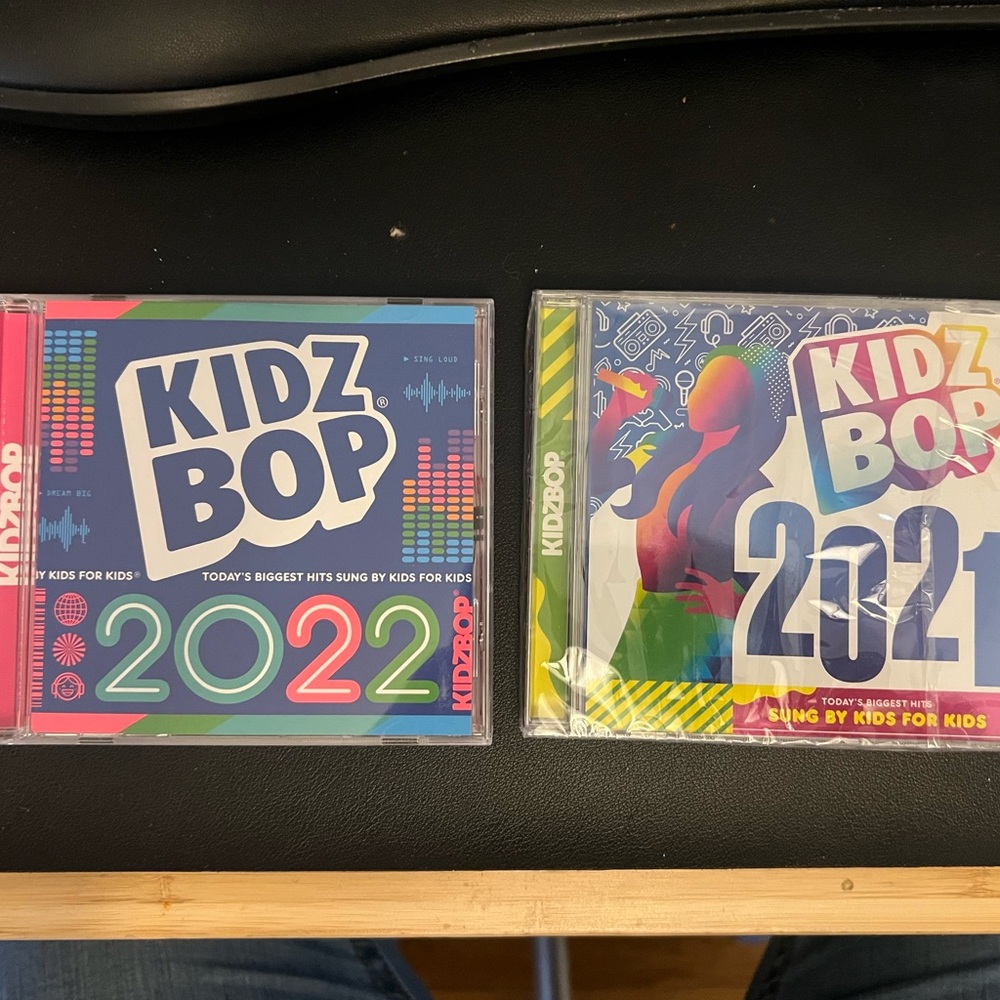 KIDZBOP
KIDZ
BOP®
▶ SING LOUD
DREAM BIG
BY KIDS FOR KIDS®
TODAY'S BIGGEST HITS SUNG BY KIDS FOR KIDS
2022
KIDZBOP®
KIDZBOP
KIDZ
BOP
2021
TODAY'S BIGGEST HITS
SUNG BY KIDS FOR KIDS